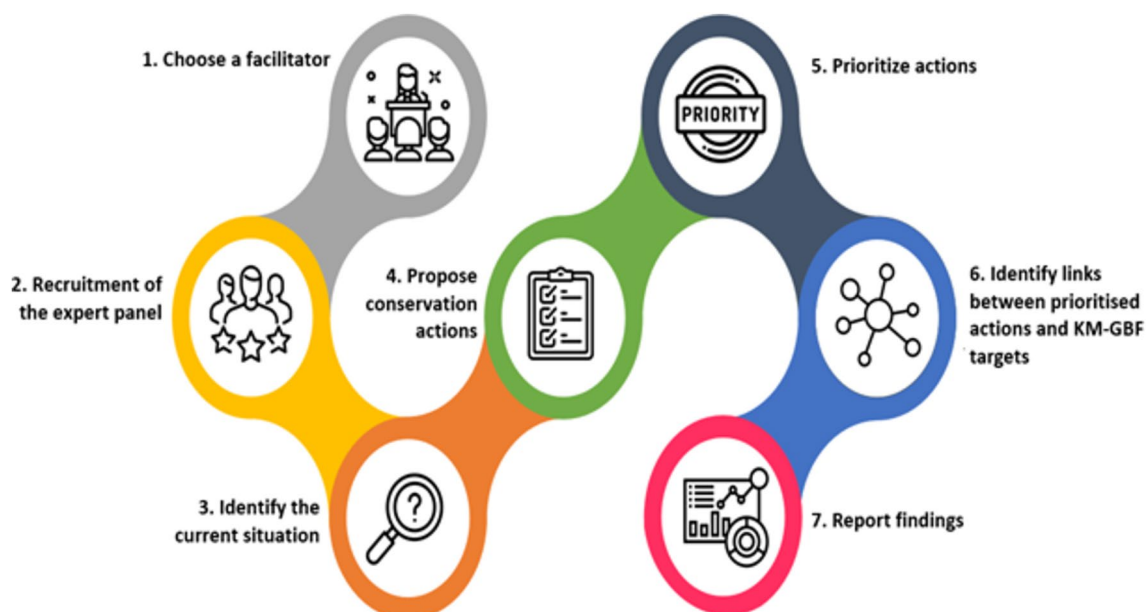 1. Choose a facilitator
2. Recruitment of
the expert panel
3. Identify the
current situation
?
4. Propose
conservation
actions
5. Prioritize actions
PRIORITY
6. Identify links
between prioritised
actions and KM-GBF
targets
7. Report findings